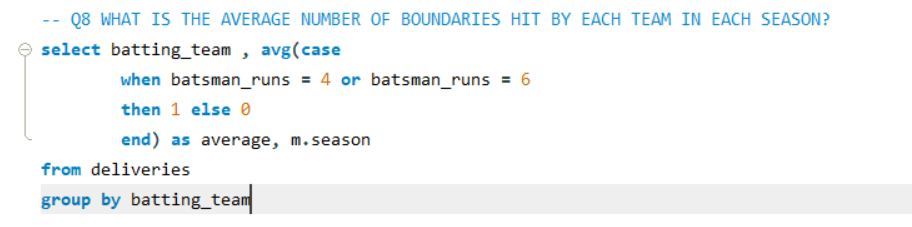 -- Q8 WHAT IS THE AVERAGE NUMBER OF BOUNDARIES HIT BY EACH TEAM IN EACH SEASON?
select batting_team , avg(case
when batsman_runs = 4 or batsman_runs = 6
then 1 else 0
end) as average, m.season
from deliveries
group by batting_team